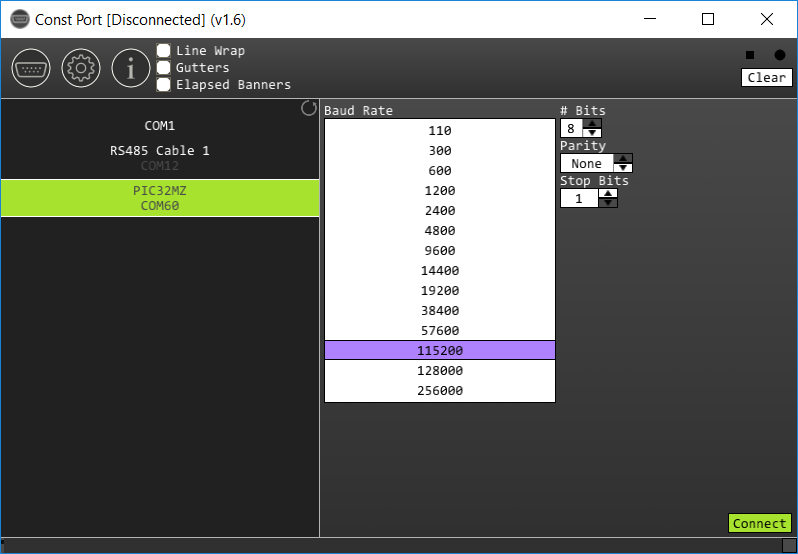 Const Port [Disconnected] (v1.6)
Line Wrap
Gutters
Elapsed Banners
Clear
COM1
RS485 Cable 1
COM12
PIC32MZ
COM60
Baud Rate
110
300
600
1200
2400
4800
9600
14400
19200
38400
57600
115200
128000
256000
# Bits
8
Parity
None
Stop Bits
1
Connect